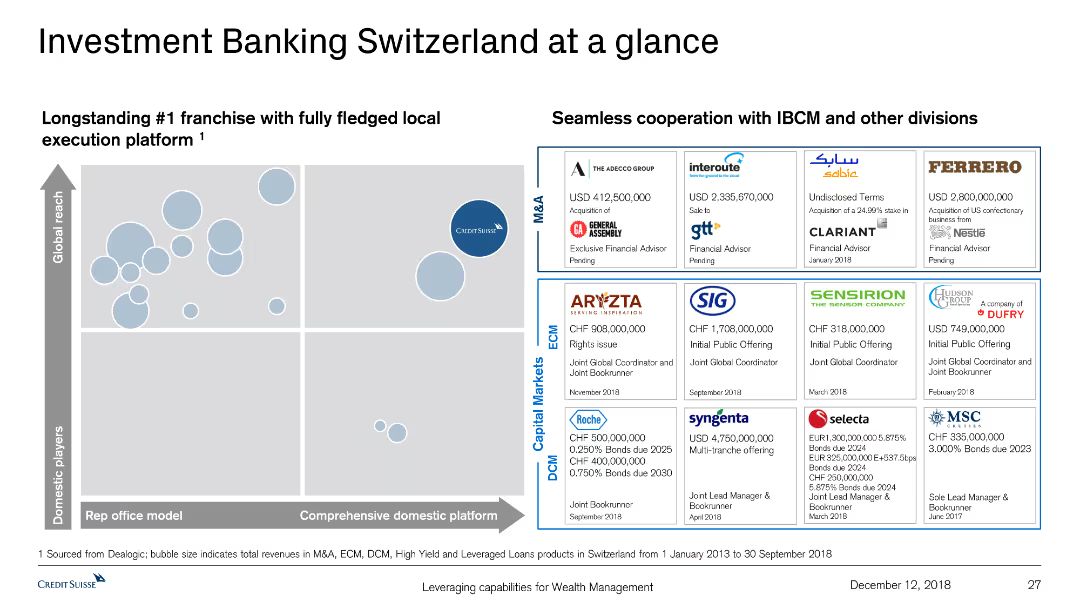 Investment Banking Switzerland at a glance
Longstanding #1 franchise with fully fledged local
execution platform 1
Global reach
Domestic players
CREDIT SUISSE
Rep office model
Comprehensive domestic platform
Seamless cooperation with IBCM and other divisions
M&A
A THE ADECCO GROUP
USD 412,500,000
Acquisition of
GA GENERAL
ASSEMBLY
Exclusive Financial Advisor
Pending
interoute
from the ground to the cloud
USD 2,335,670,000
Sale to
gtt
Financial Advisor
Pending
سابك
sabic
Undisclosed Terms
Acquisition of a 24.99% stake in
CLARIANT
Financial Advisor
January 2018
FERRERO
USD 2,800,000,000
Acquisition of US confectionary
business from
Nestle
Financial Advisor
Pending
Capital Markets
ECM
ARYZTA
SERVING INSPIRATION
CHF 908,000,000
Rights issue
Joint Global Coordinator and
Joint Bookrunner
November 2018
SIG
CHF 1,708,000,000
Initial Public Offering
Joint Global Coordinator
September 2018
SENSIRION
THE SENSOR COMPANY
CHF 318,000,000
Initial Public Offering
Joint Global Coordinator
March 2018
HUDSON
GROUP
A company of
DUFRY
USD 749,000,000
Initial Public Offering
Joint Global Coordinator and
Joint Bookrunner
February 2018
DCM
Roche
CHF 500,000,000
0.250% Bonds due 2025
CHF 400,000,000
0.750% Bonds due 2030
Joint Bookrunner
September 2018
syngenta
USD 4,750,000,000
Multi-tranche offering
Joint Lead Manager &
Bookrunner
April 2018
selecta
EUR1,300,000,000 5.875%
Bonds due 2024
EUR 325,000,000 E+537.5bps
Bonds due 2024
CHF 250,000,000
5.875% Bonds due 2024
Joint Lead Manager &
Bookrunner
March 2018
MSC
CRUISES
CHF 335,000,000
3.000% Bonds due 2023
Sole Lead Manager &
Bookrunner
June 2017
1 Sourced from Dealogic; bubble size indicates total revenues in M&A, ECM, DCM, High Yield and Leveraged Loans products in Switzerland from 1 January 2013 to 30 September 2018
CREDIT SUISSE
Leveraging capabilities for Wealth Management
December 12, 2018
27